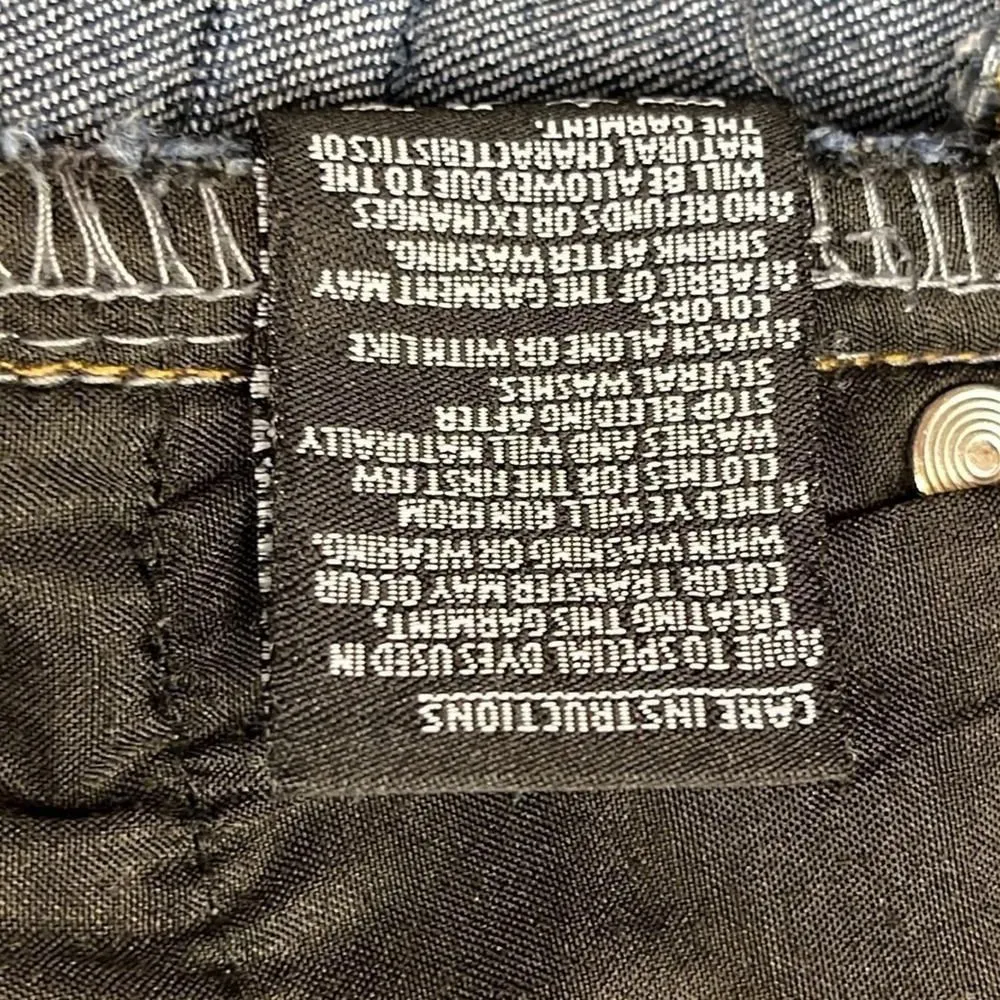 CARE INSTRUCTIONS
☆DUE TO SPECIAL DYES USED IN
CREATING THIS GARMENT,
COLOR TRANSFER MAY OCCUR
WHEN WASHING OR WEARING.
☆THE DYE WILL RUN FROM
CLOTHES FOR THE FIRST FEW
WASHES AND WILL NATURALLY
STOP BLEEDING AFTER
SEVERAL WASHES.
☆WASH ALONE OR WITH LIKE
COLORS.
☆FABRIC OF THE GARMENT MAY
SHRINK AFTER WASHING.
☆NO REFUNDS OR EXCHANGES
WILL BE ALLOWED DUE TO THE
NATURAL CHARACTERISTICS OF
THE GARMENT.